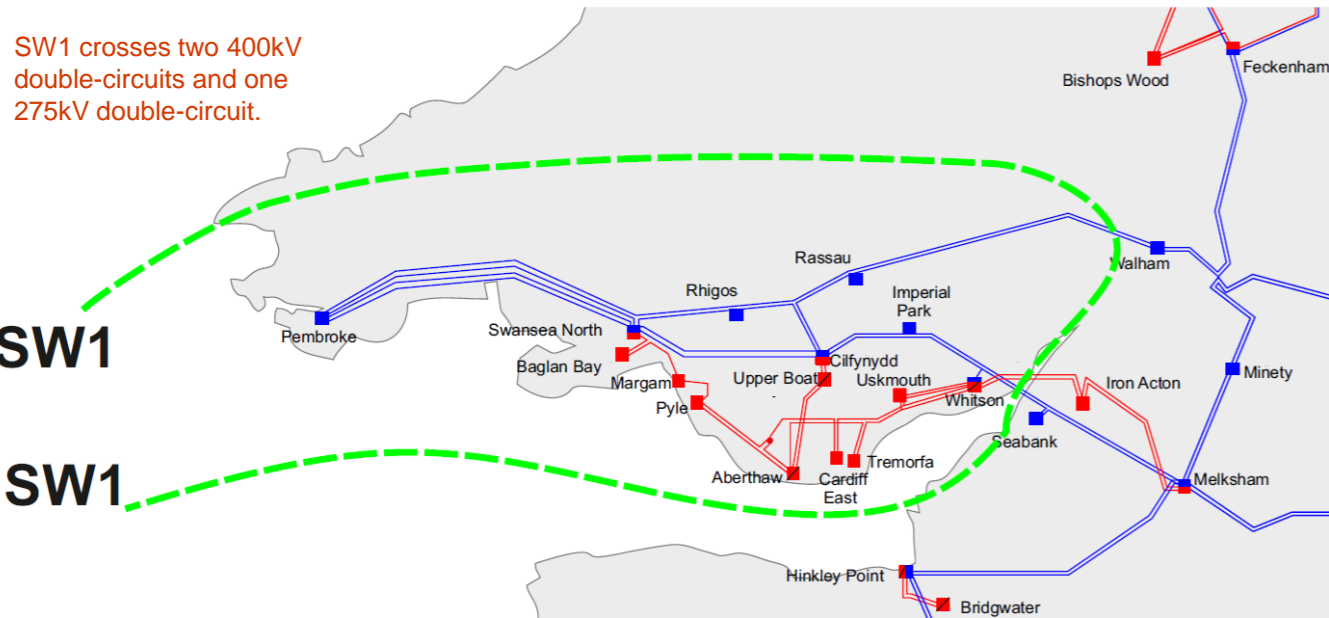 SW1 crosses two 400kV
double-circuits and one
275kV double-circuit.
Bishops Wood
Feckenham
Walham
Rassau
Rhigos
Imperial
Park
SW1
Pembroke
Swansea North
Baglan Bay
Cilfynydd
Margam
Upper Boat
Uskmouth
Iron Acton
Minety
Pyle
Whitson
Seabank
SW1
Aberthaw
Cardiff
East
Tremorfa
Melksham
Hinkley Point
Bridgwater